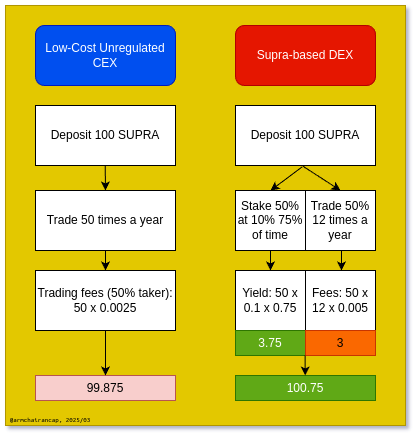 Low-Cost Unregulated
CEX
Supra-based DEX
Deposit 100 SUPRA
Deposit 100 SUPRA
Trade 50 times a year
Stake 50%
at 10% 75%
of time
Trade 50%
12 times a
year
Trading fees (50% taker):
50 x 0.0025
Yield: 50 x
0.1 x 0.75
Fees: 50 x
12 x 0.005
3.75
3
99.875
100.75
@armchatrancap, 2025/03